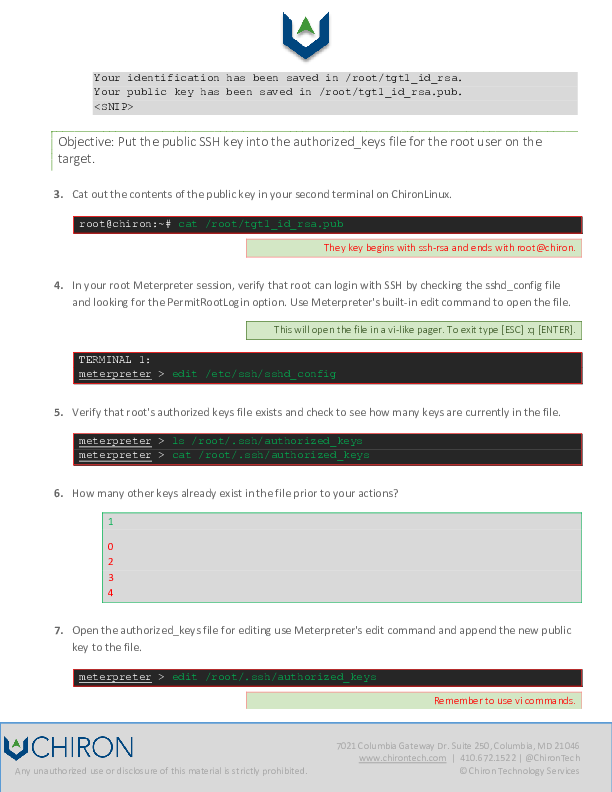 Your identification has been saved in /root/tgt1_id_rsa.
Your public key has been saved in /root/tgt1_id_rsa.pub.
<SNIP>
Objective: Put the public SSH key into the authorized_keys file for the root user on the
target.
3. Cat out the contents of the public key in your second terminal on ChironLinux.
root@chiron:~# cat /root/tgt1_id_rsa.pub
They key begins with ssh-rsa and ends with root@chiron.
4. In your root Meterpreter session, verify that root can login with SSH by checking the sshd_config file
and looking for the PermitRootLogin option. Use Meterpreter's built-in edit command to open the file.
This will open the file in a vi-like pager. To exit type [ESC] :q [ENTER].
TERMINAL 1:
meterpreter > edit /etc/ssh/sshd_config
5. Verify that root's authorized keys file exists and check to see how many keys are currently in the file.
meterpreter > ls /root/.ssh/authorized_keys
meterpreter > cat /root/.ssh/authorized_keys
6. How many other keys already exist in the file prior to your actions?
1
0
2
3
4
7. Open the authorized_keys file for editing use Meterpreter's edit command and append the new public
key to the file.
meterpreter > edit /root/.ssh/authorized_keys
Remember to use vi commands.
CHIRON
7021 Columbia Gateway Dr. Suite 250, Columbia, MD 21046
www.chirontech.com | 410.672.1522 | @ChironTech
Any unauthorized use or disclosure of this material is strictly prohibited.
© Chiron Technology Services